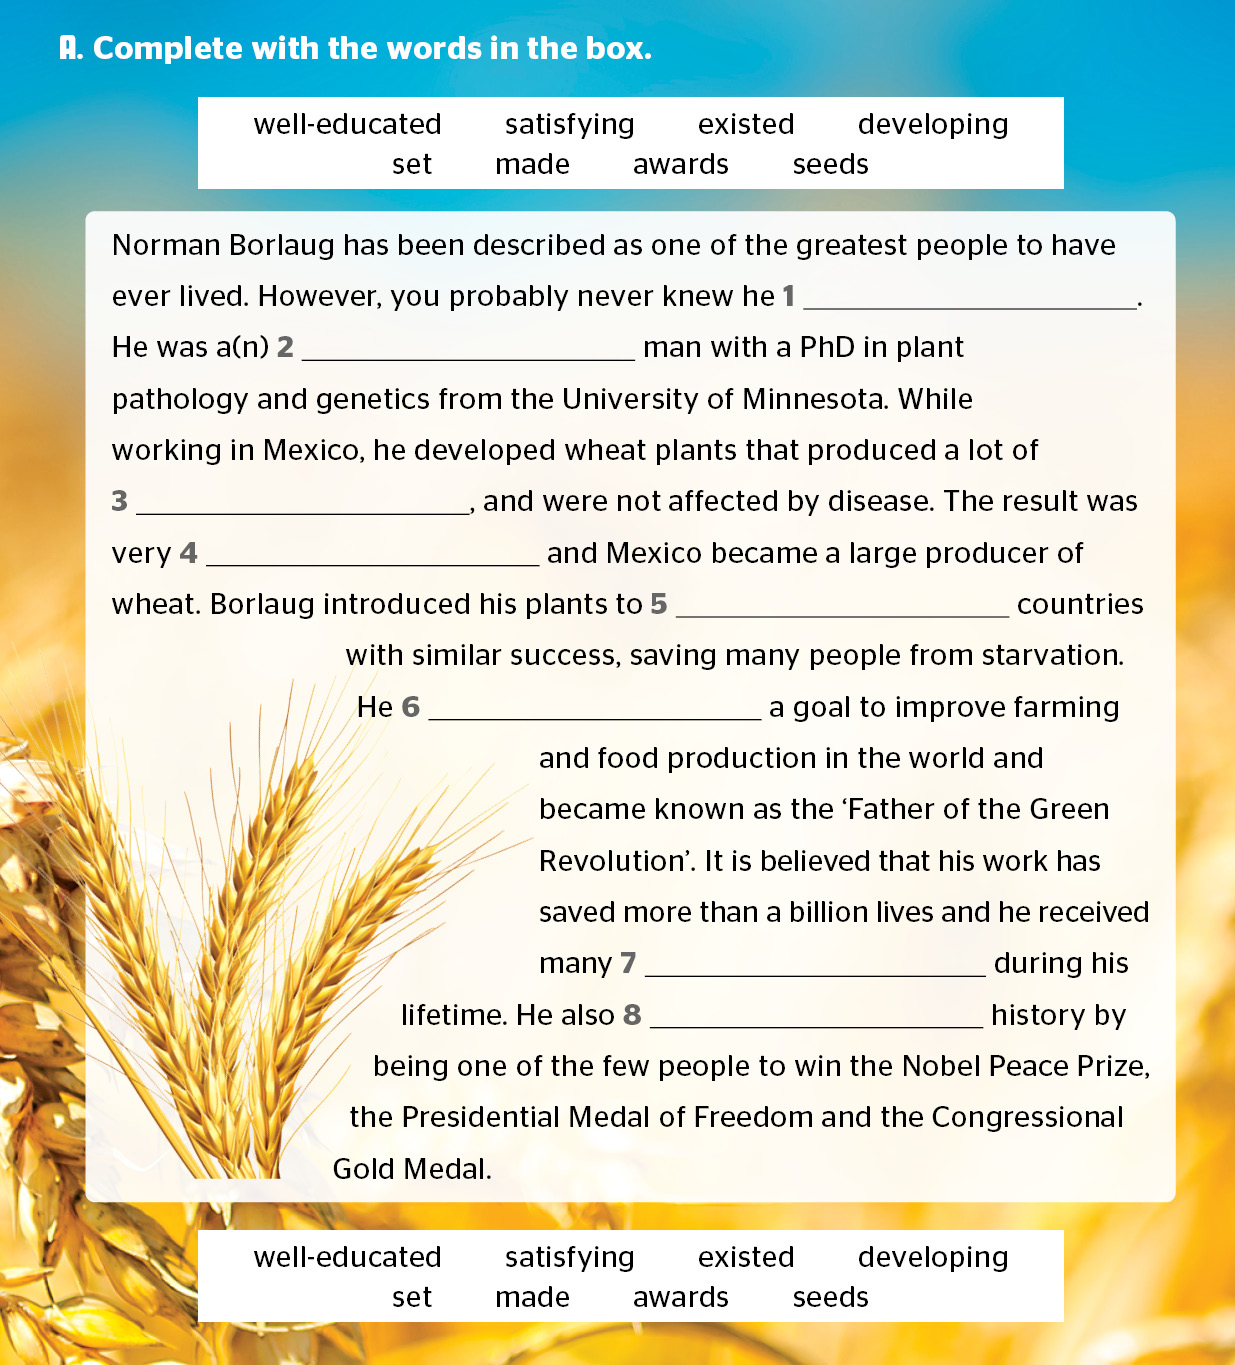 A. Complete with the words in the box.
well-educated satisfying existed developing
set made awards seeds
Norman Borlaug has been described as one of the greatest people to have
ever lived. However, you probably never knew he 1 ____________________.
He was a(n) 2 ____________________ man with a PhD in plant
pathology and genetics from the University of Minnesota. While
working in Mexico, he developed wheat plants that produced a lot of
3 ____________________, and were not affected by disease. The result was
very 4 ____________________ and Mexico became a large producer of
wheat. Borlaug introduced his plants to 5 ____________________ countries
with similar success, saving many people from starvation.
He 6 ____________________ a goal to improve farming
and food production in the world and
became known as the ‘Father of the Green
Revolution’. It is believed that his work has
saved more than a billion lives and he received
many 7 ____________________ during his
lifetime. He also 8 ____________________ history by
being one of the few people to win the Nobel Peace Prize,
the Presidential Medal of Freedom and the Congressional
Gold Medal.
well-educated satisfying existed developing
set made awards seeds